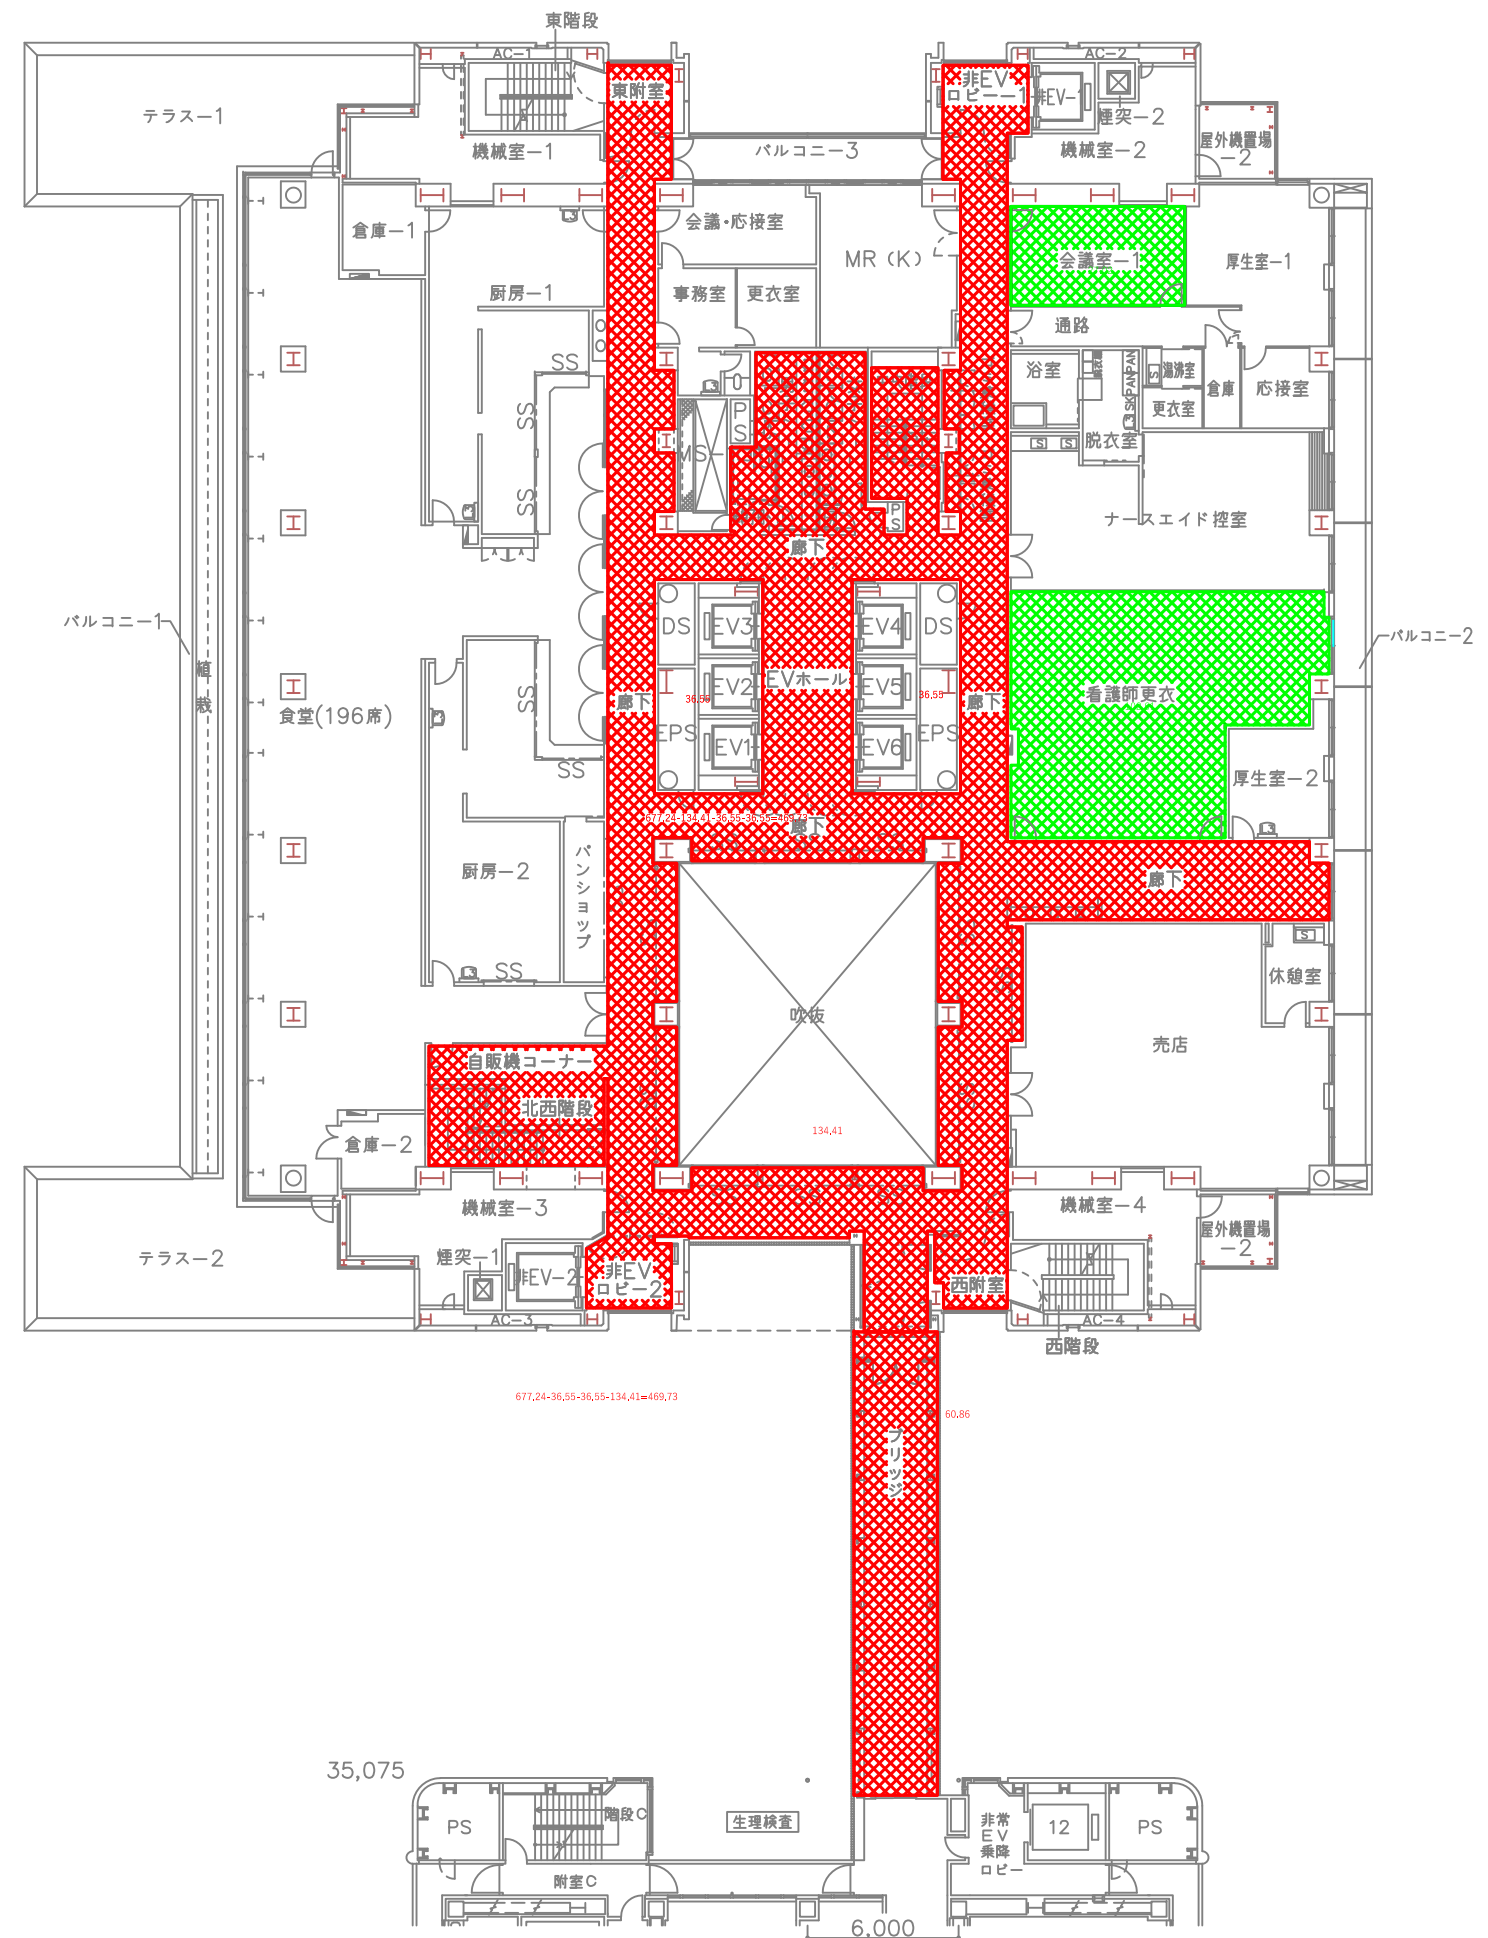 東階段
AC-1
AC-2
東附室
非EV
ロビー-1
非EV-1
煙突-2
テラス-1
機械室-1
バルコニー-3
機械室-2
屋外機置場
-2
倉庫-1
会議・応接室
MR (K)
会議室-1
厚生室-1
厨房-1
事務室
更衣室
通路
SS
浴室
PAN
PAN
SK
湯沸室
S
更衣室
倉庫
応接室
P
S
SS
脱衣室
S
S
MS-
SS
P
S
ナースエイド控室
廊下
バルコニー-1
DS
EV3
EV4
DS
バルコニー-2
植
栽
EV2
EVホール
EV5
看護師更衣
36.55
36.55
食堂(196席)
SS
廊下
廊下
EPS
EV1
EV6
EPS
SS
厚生室-2
677.24-134.41-36.55-36.55=469.73
廊下
厨房-2
パンショップ
廊下
S
SS
休憩室
吹抜
売店
自販機コーナー
北西階段
134.41
倉庫-2
機械室-3
機械室-4
テラス-2
煙突-1
非EV-2
非EV
ロビー-2
西附室
屋外機置場
-2
AC-3
AC-4
西階段
677.24-36.55-36.55-134.41=469.73
60.86
ブリッジ
35,075
PS
階段C
生理検査
非常
EV
乗降
ロビー
12
PS
附室C
6,000